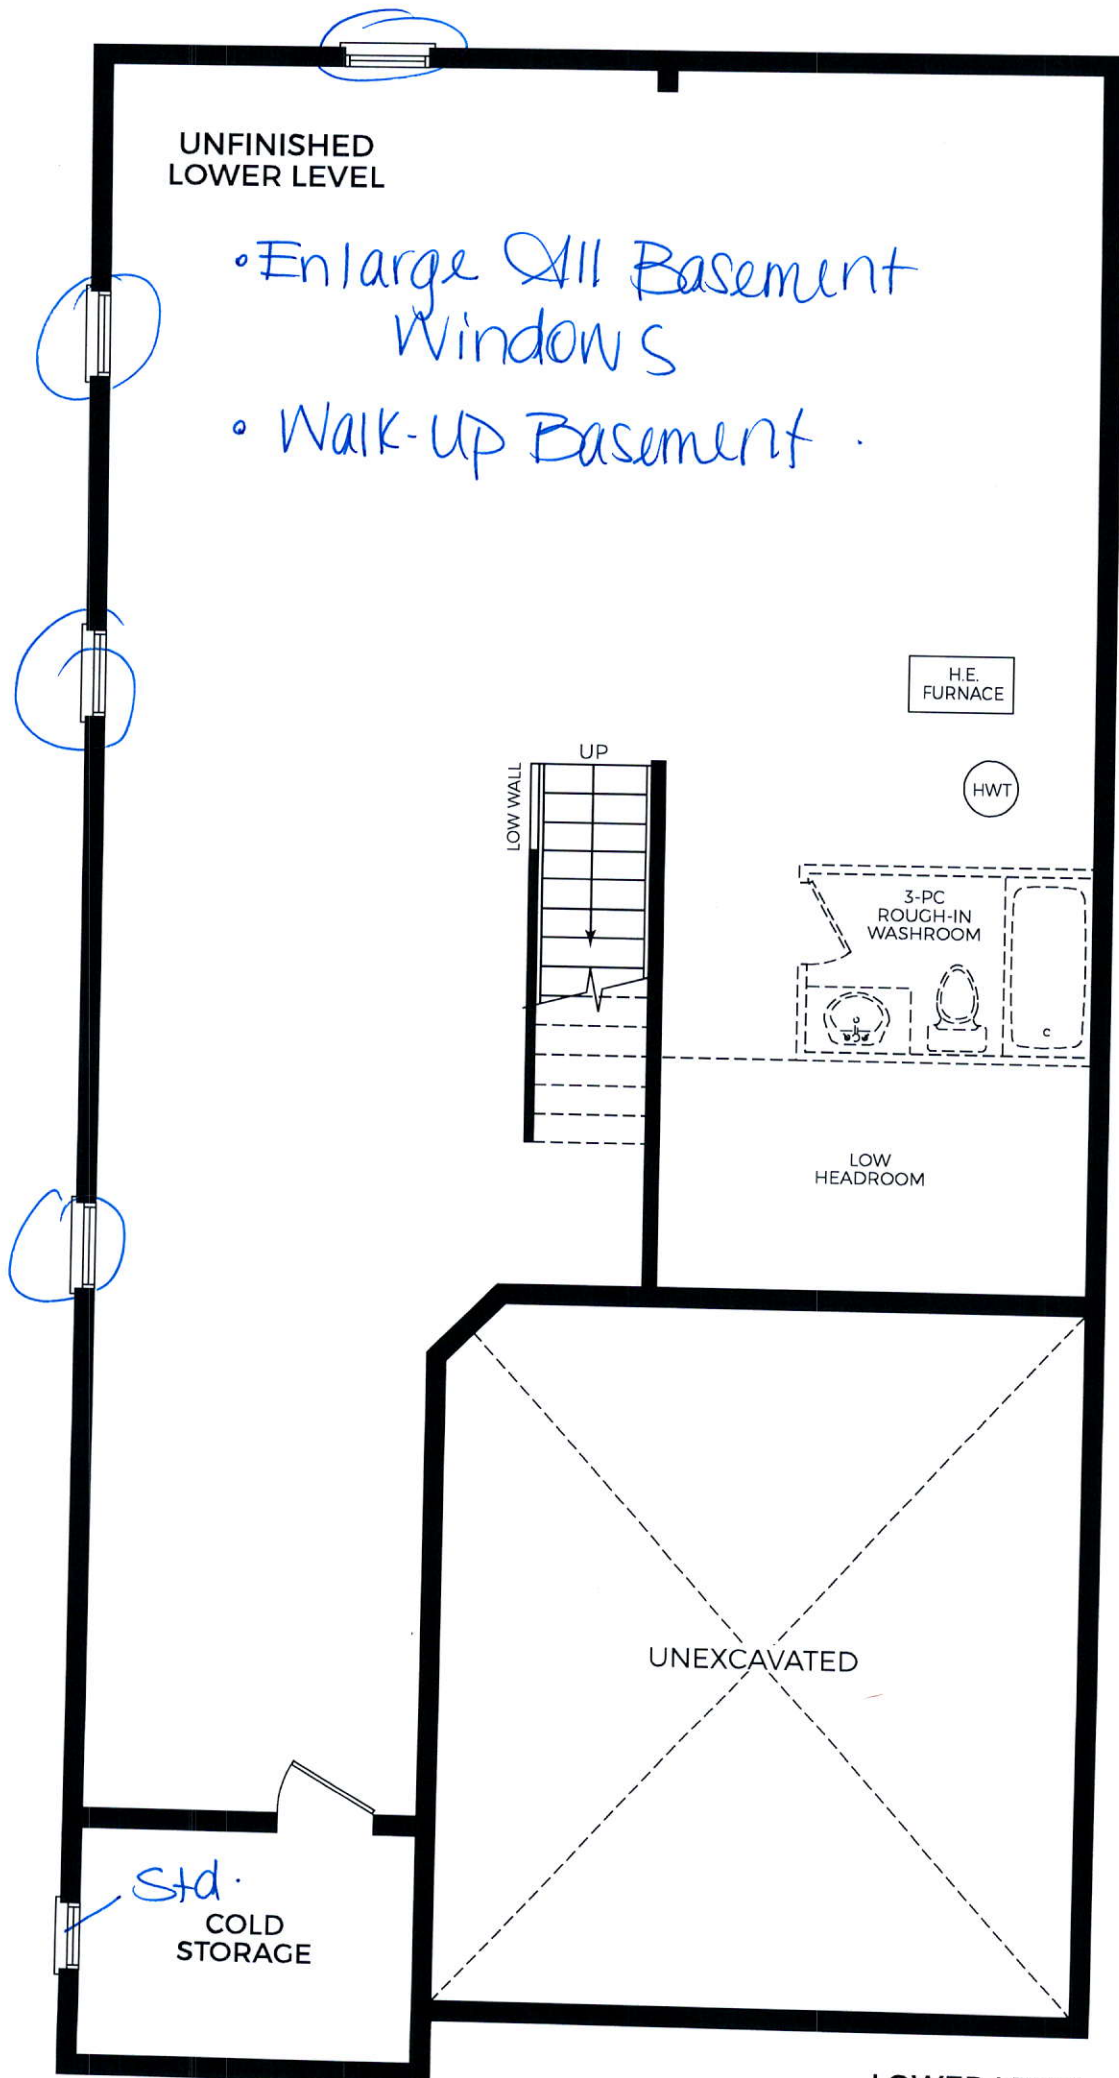 UNFINISHED
LOWER LEVEL
• Enlarge All Basement
Windows
• Walk-Up Basement.
H.E.
FURNACE
UP
LOW WALL
HWT
3-PC
ROUGH-IN
WASHROOM
LOW
HEADROOM
UNEXCAVATED
Std.
COLD
STORAGE